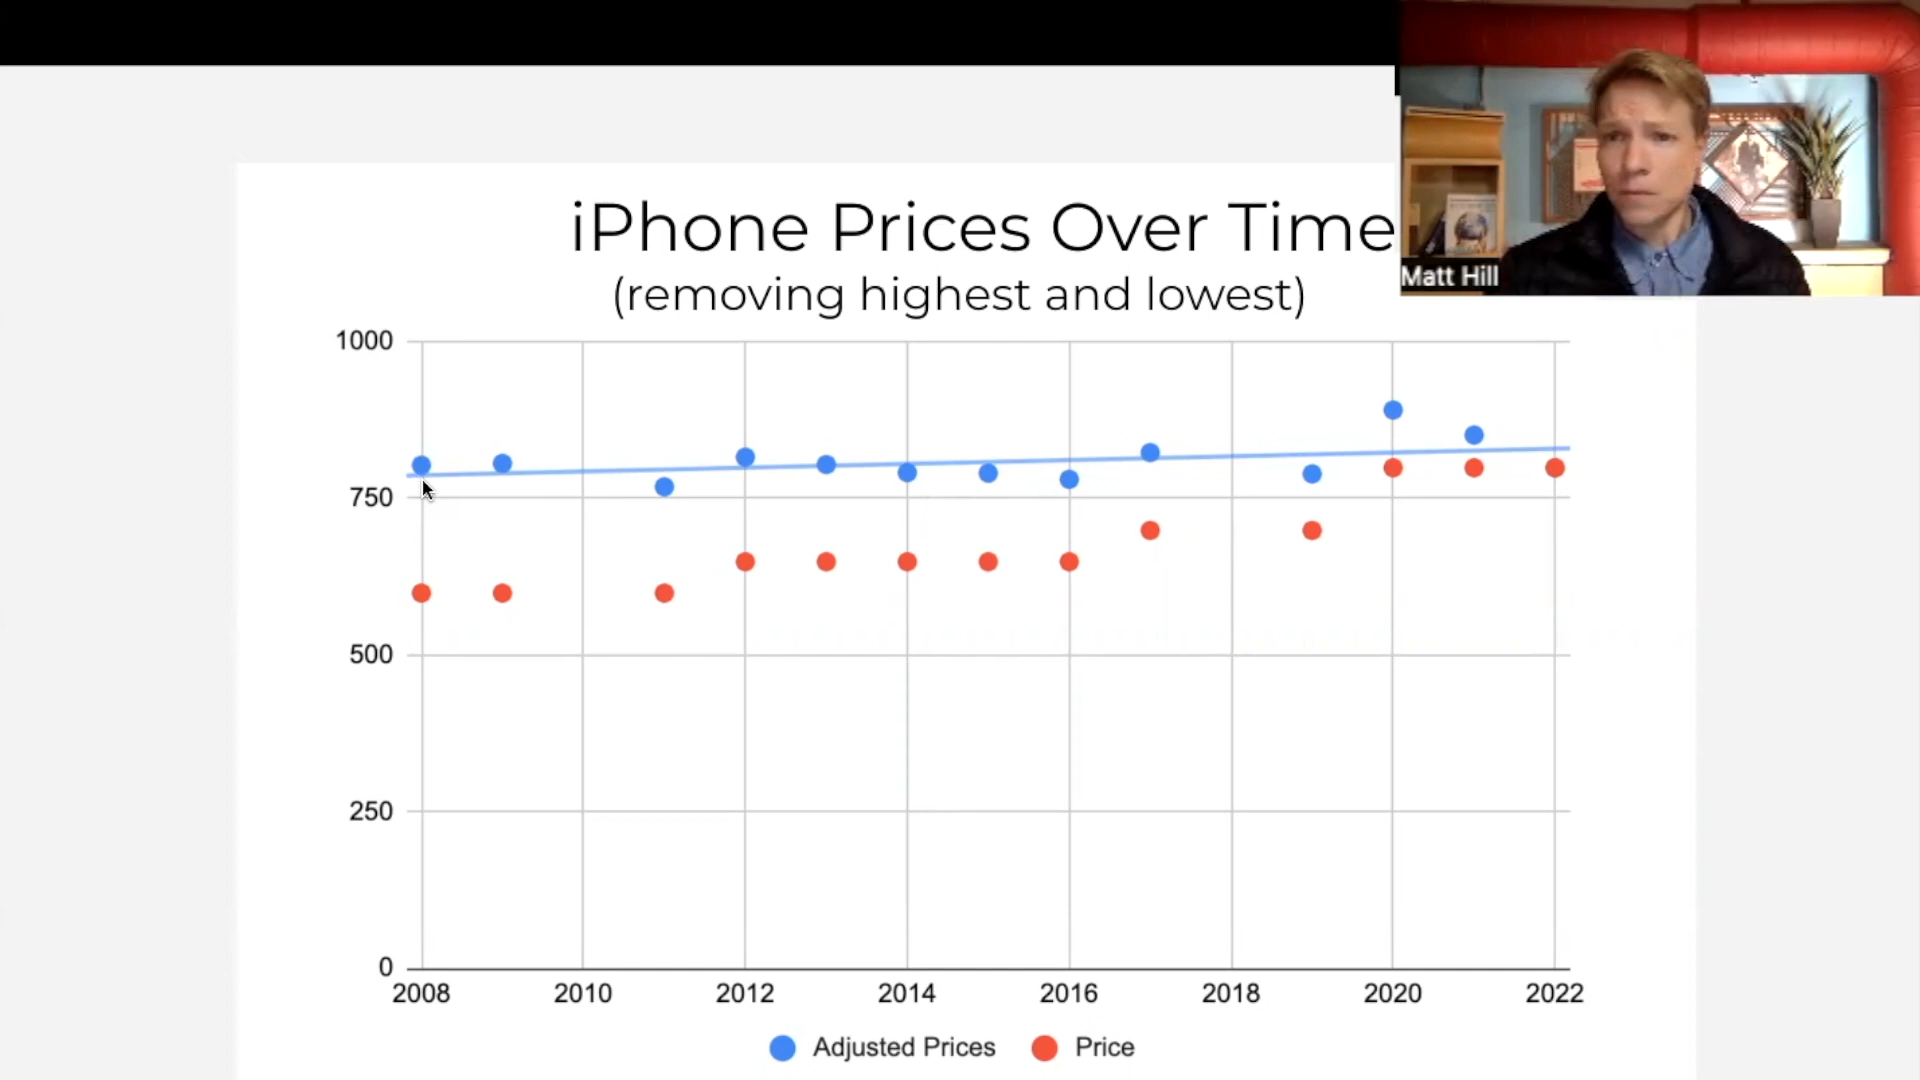 iPhone Prices Over Time
(removing highest and lowest)
Matt Hill
1000
750
500
250
0
2008 2010 2012 2014 2016 2018 2020 2022
Adjusted Prices Price